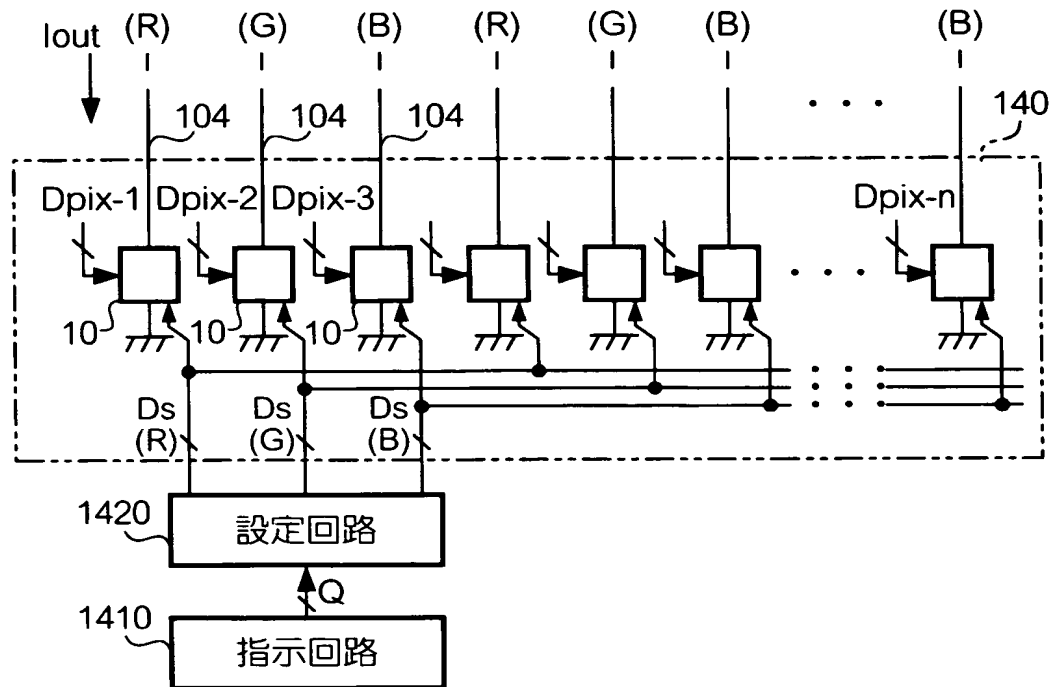 Iout (R) (G) (B) (R) (G) (B) (B)
104 104 104 140
Dpix-1 Dpix-2 Dpix-3 Dpix-n
10 10 10
Ds Ds Ds
(R) (G) (B)
1420 設定回路
Q
1410 指示回路